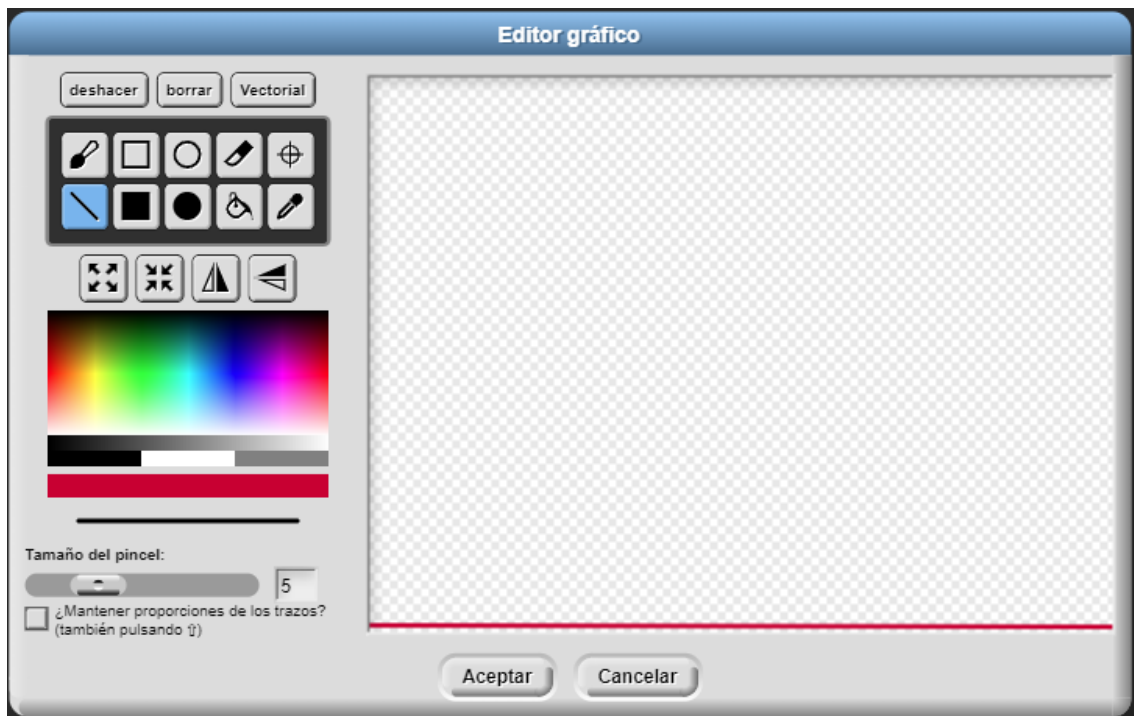 Editor gráfico
deshacer
borrar
Vectorial
Tamaño del pincel:
5
¿Mantener proporciones de los trazos?
(también pulsando ⇧)
Aceptar
Cancelar